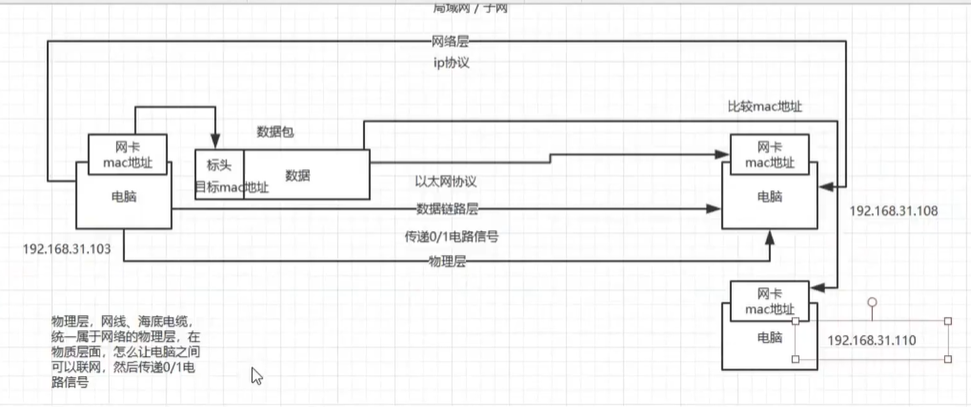 局域网 / 子网
网络层
ip协议
比较mac地址
数据包
网卡
mac地址
电脑
标头
目标mac地址
数据
以太网协议
数据链路层
传递0/1电路信号
物理层
192.168.31.103
网卡
mac地址
电脑
192.168.31.108
网卡
mac地址
电脑
192.168.31.110
物理层，网线、海底电缆，
统一属于网络的物理层，在
物质层面，怎么让电脑之间
可以联网，然后传递0/1电
路信号